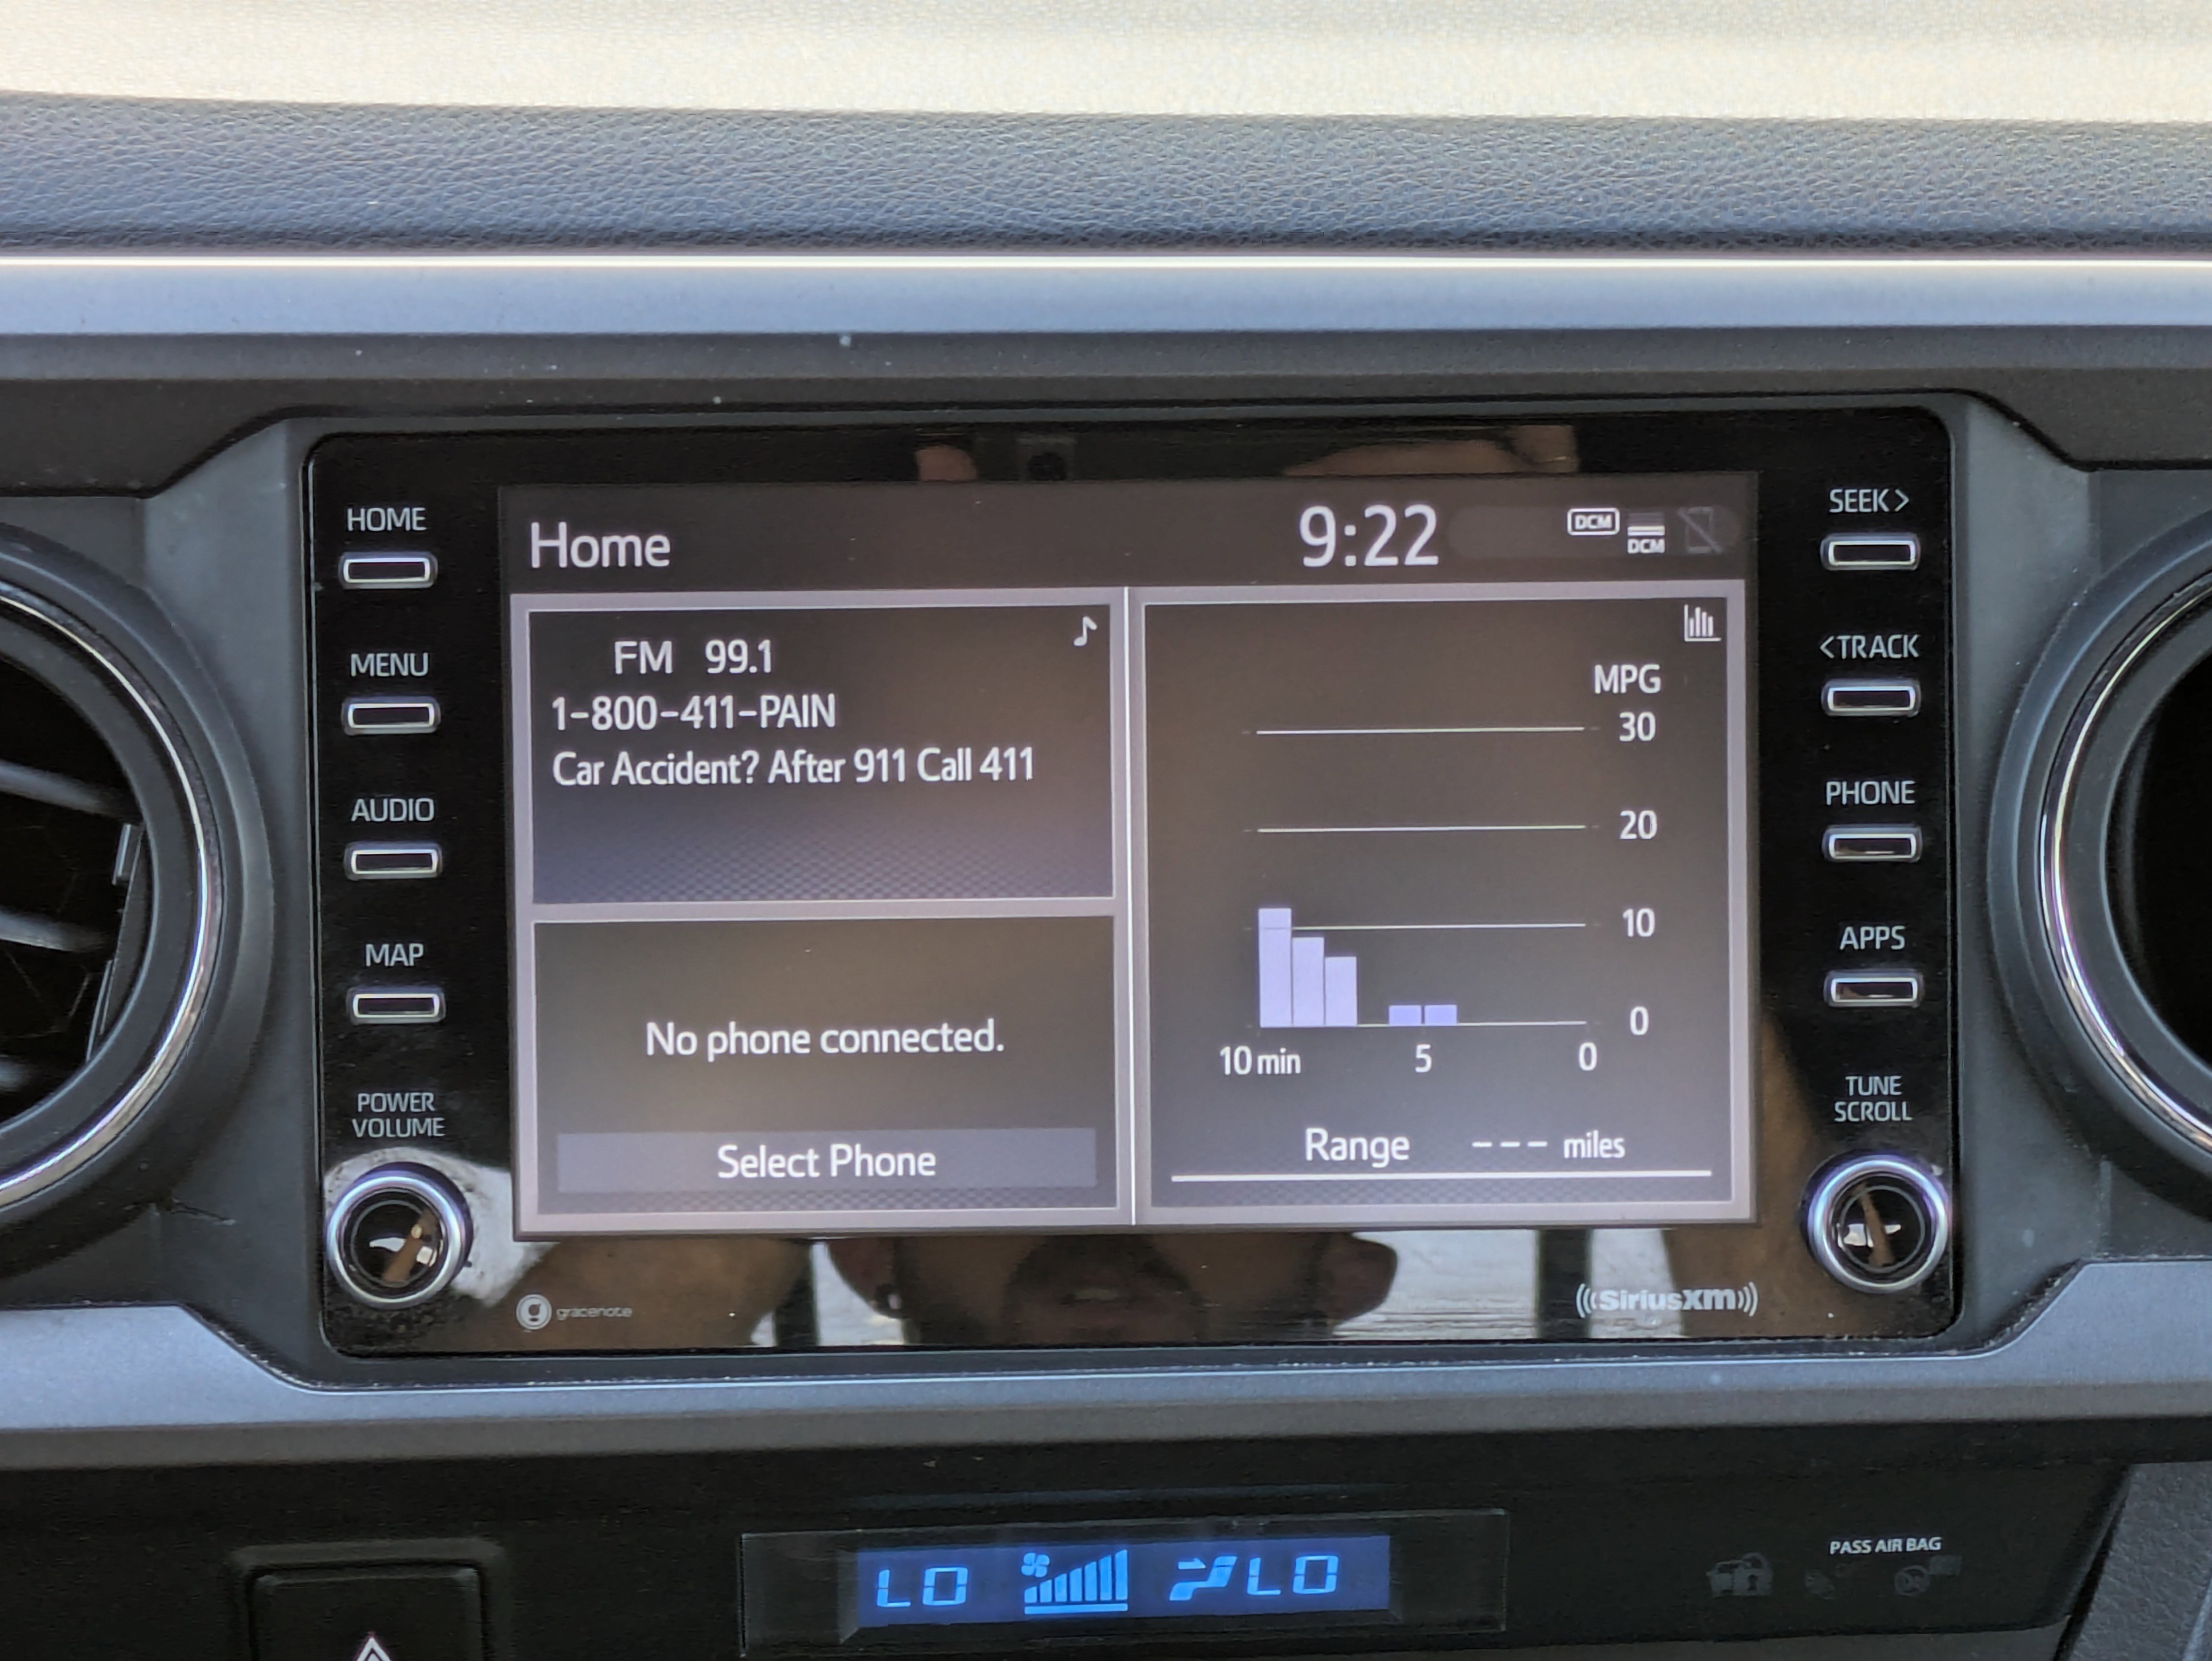 HOME
MENU
AUDIO
MAP
POWER
VOLUME
Home
9:22
DCM
DCM
FM 99.1
1-800-411-PAIN
Car Accident? After 911 Call 411
No phone connected.
Select Phone
MPG
30
20
10
0
10 min 5 0
Range --- miles
SEEK>
<TRACK
PHONE
APPS
TUNE
SCROLL
gracenote
((SiriusXM))
LO LO
PASS AIR BAG